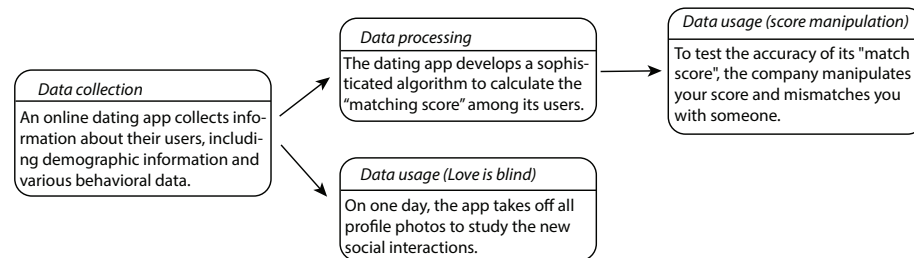 Data collection
An online dating app collects info-
rmation about their users, includi-
ng demographic information and
various behavioral data.
Data processing
The dating app develops a sophis-
ticated algorithm to calculate the
“matching score” among its users.
Data usage (score manipulation)
To test the accuracy of its "match
score", the company manipulates
your score and mismatches you
with someone.
Data usage (Love is blind)
On one day, the app takes off all
profile photos to study the new
social interactions.